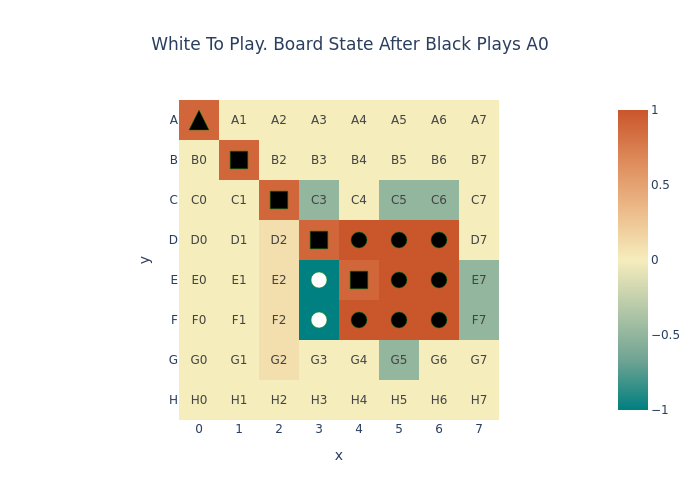 White To Play. Board State After Black Plays A0
A A1 A2 A3 A4 A5 A6 A7 1
B B0 B2 B3 B4 B5 B6 B7
0.5
C C0 C1 C3 C4 C5 C6 C7
D D0 D1 D2 D7
y 0
E E0 E1 E2 E7
F F0 F1 F2 F7 −0.5
G G0 G1 G2 G3 G4 G5 G6 G7
H H0 H1 H2 H3 H4 H5 H6 H7 −1
0 1 2 3 4 5 6 7
x